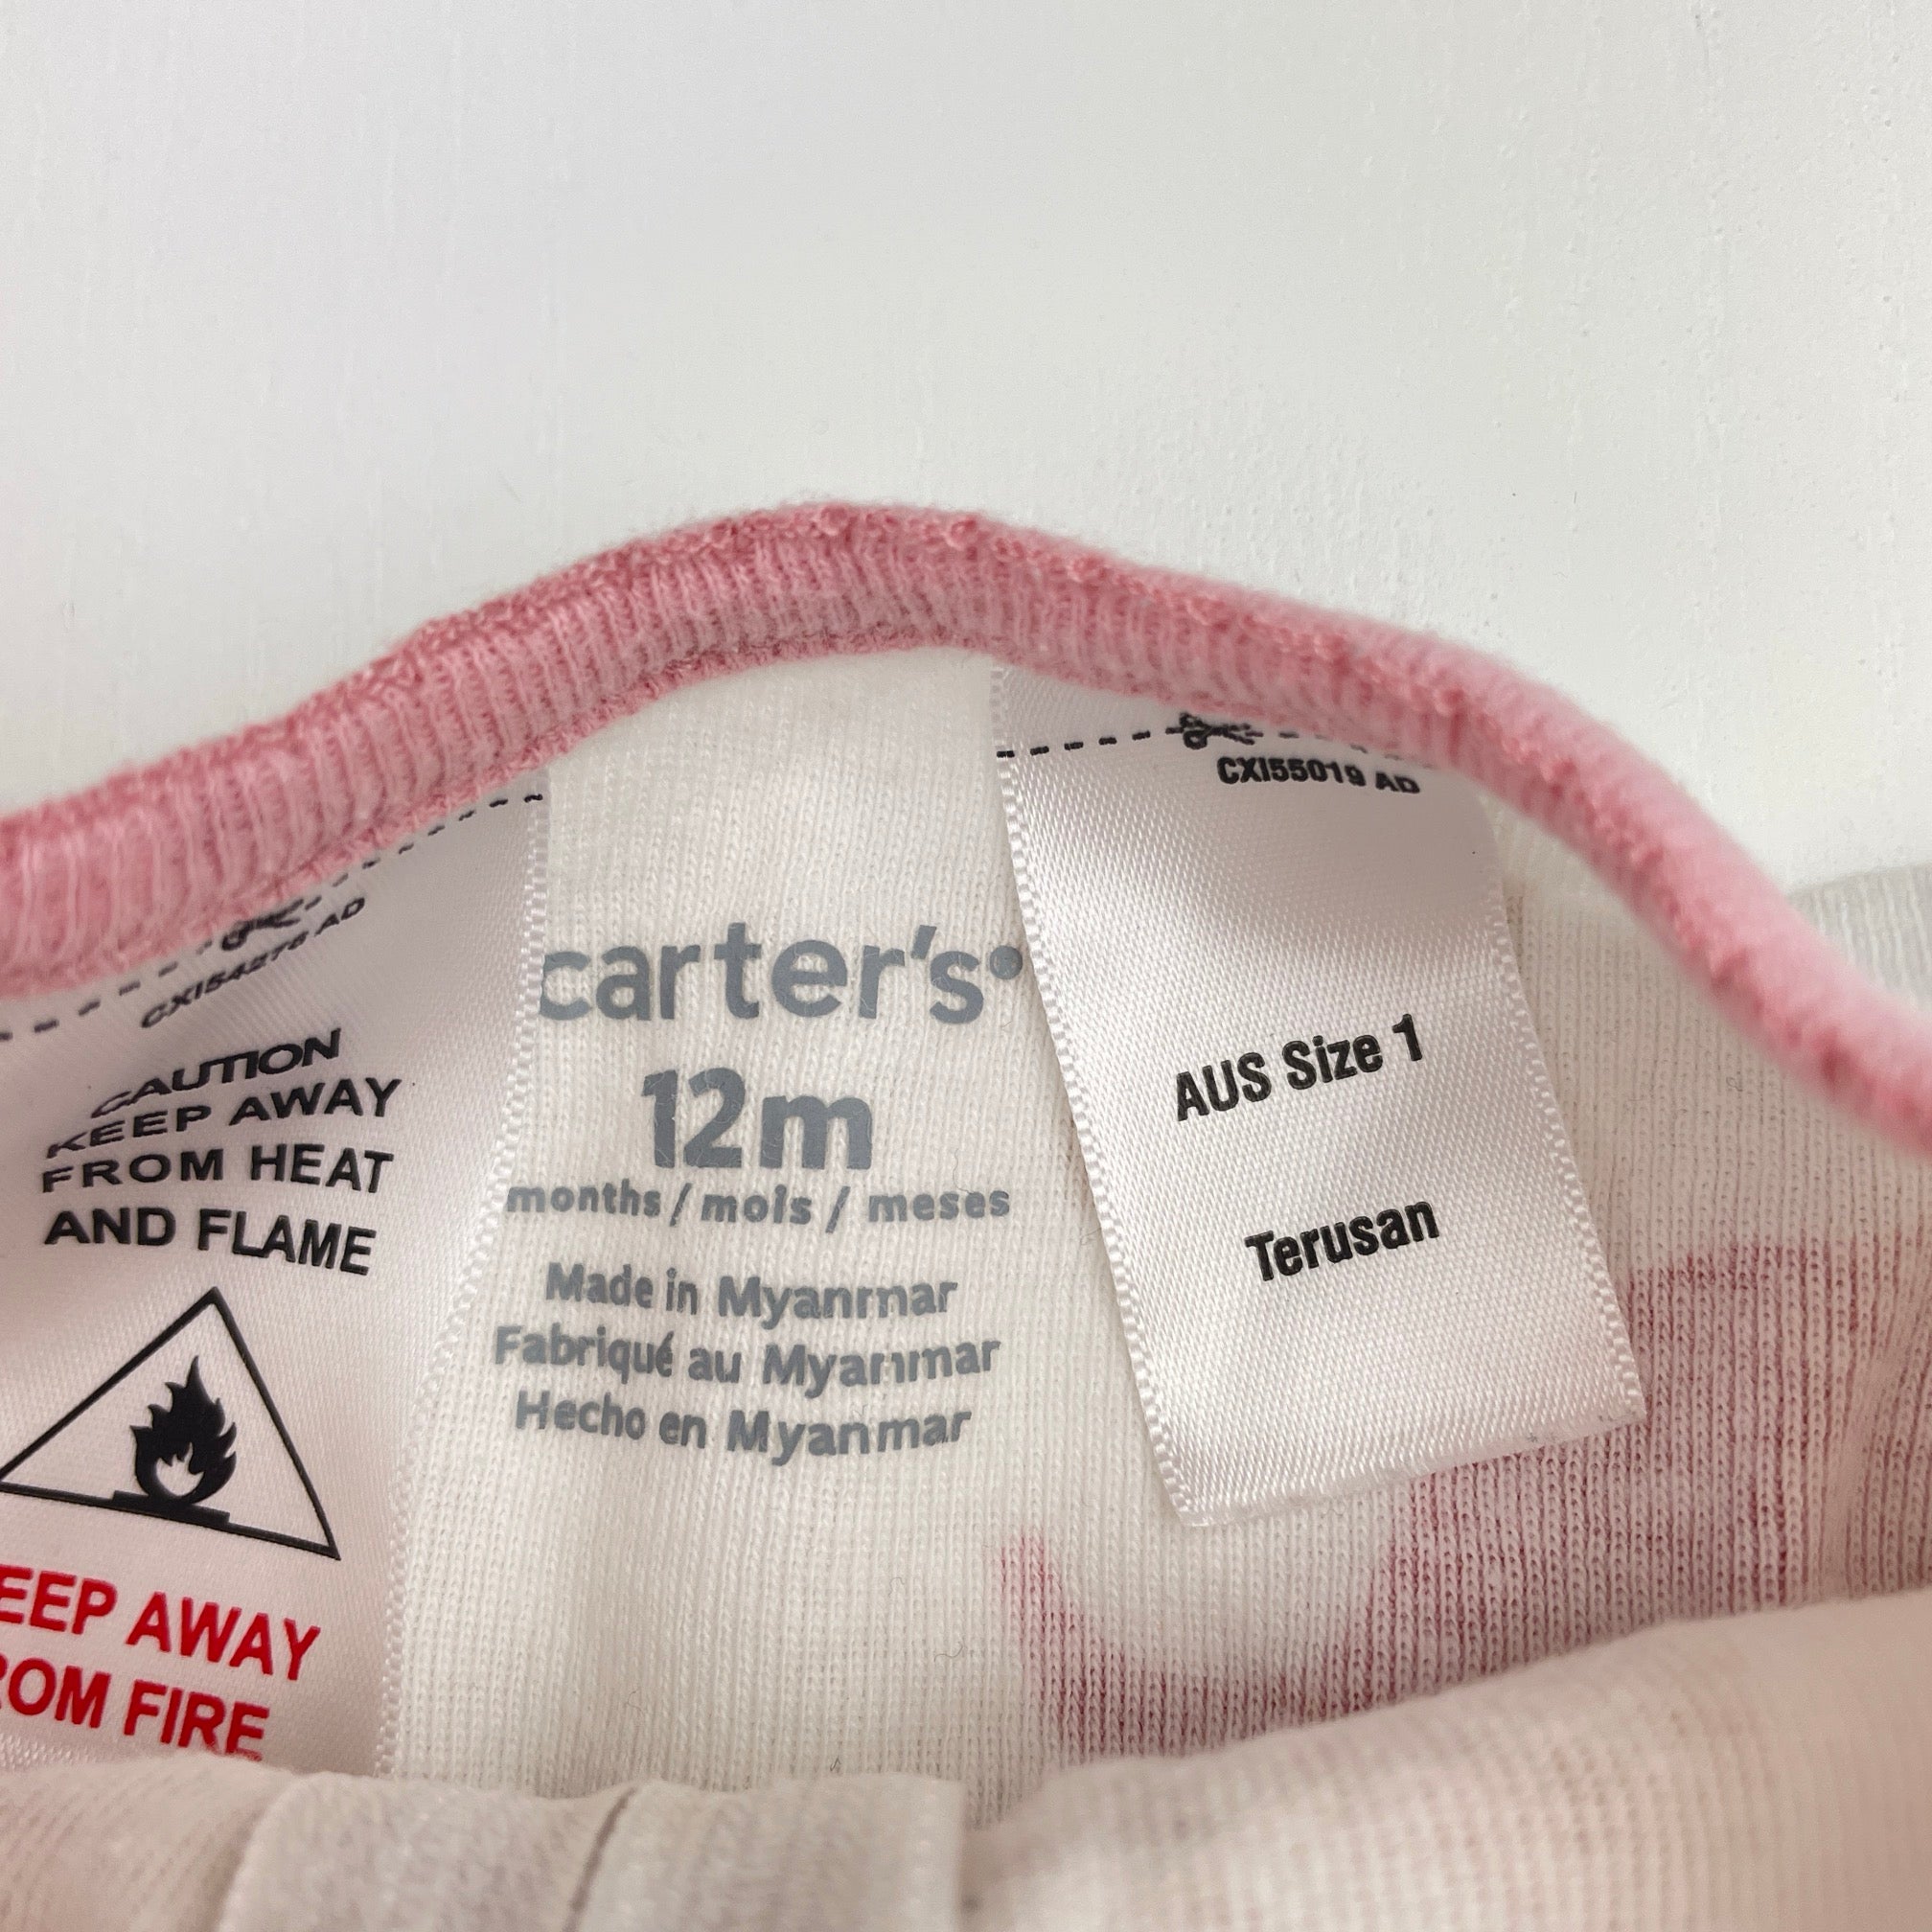 CXI54276 AD
CAUTION
KEEP AWAY
FROM HEAT
AND FLAME
EEP AWAY
ROM FIRE
carter's
12m
months / mois / meses
Made in Myanmar
Fabriqué au Myanmar
Hecho en Myanmar
CXI55019 AD
AUS Size 1
Terusan